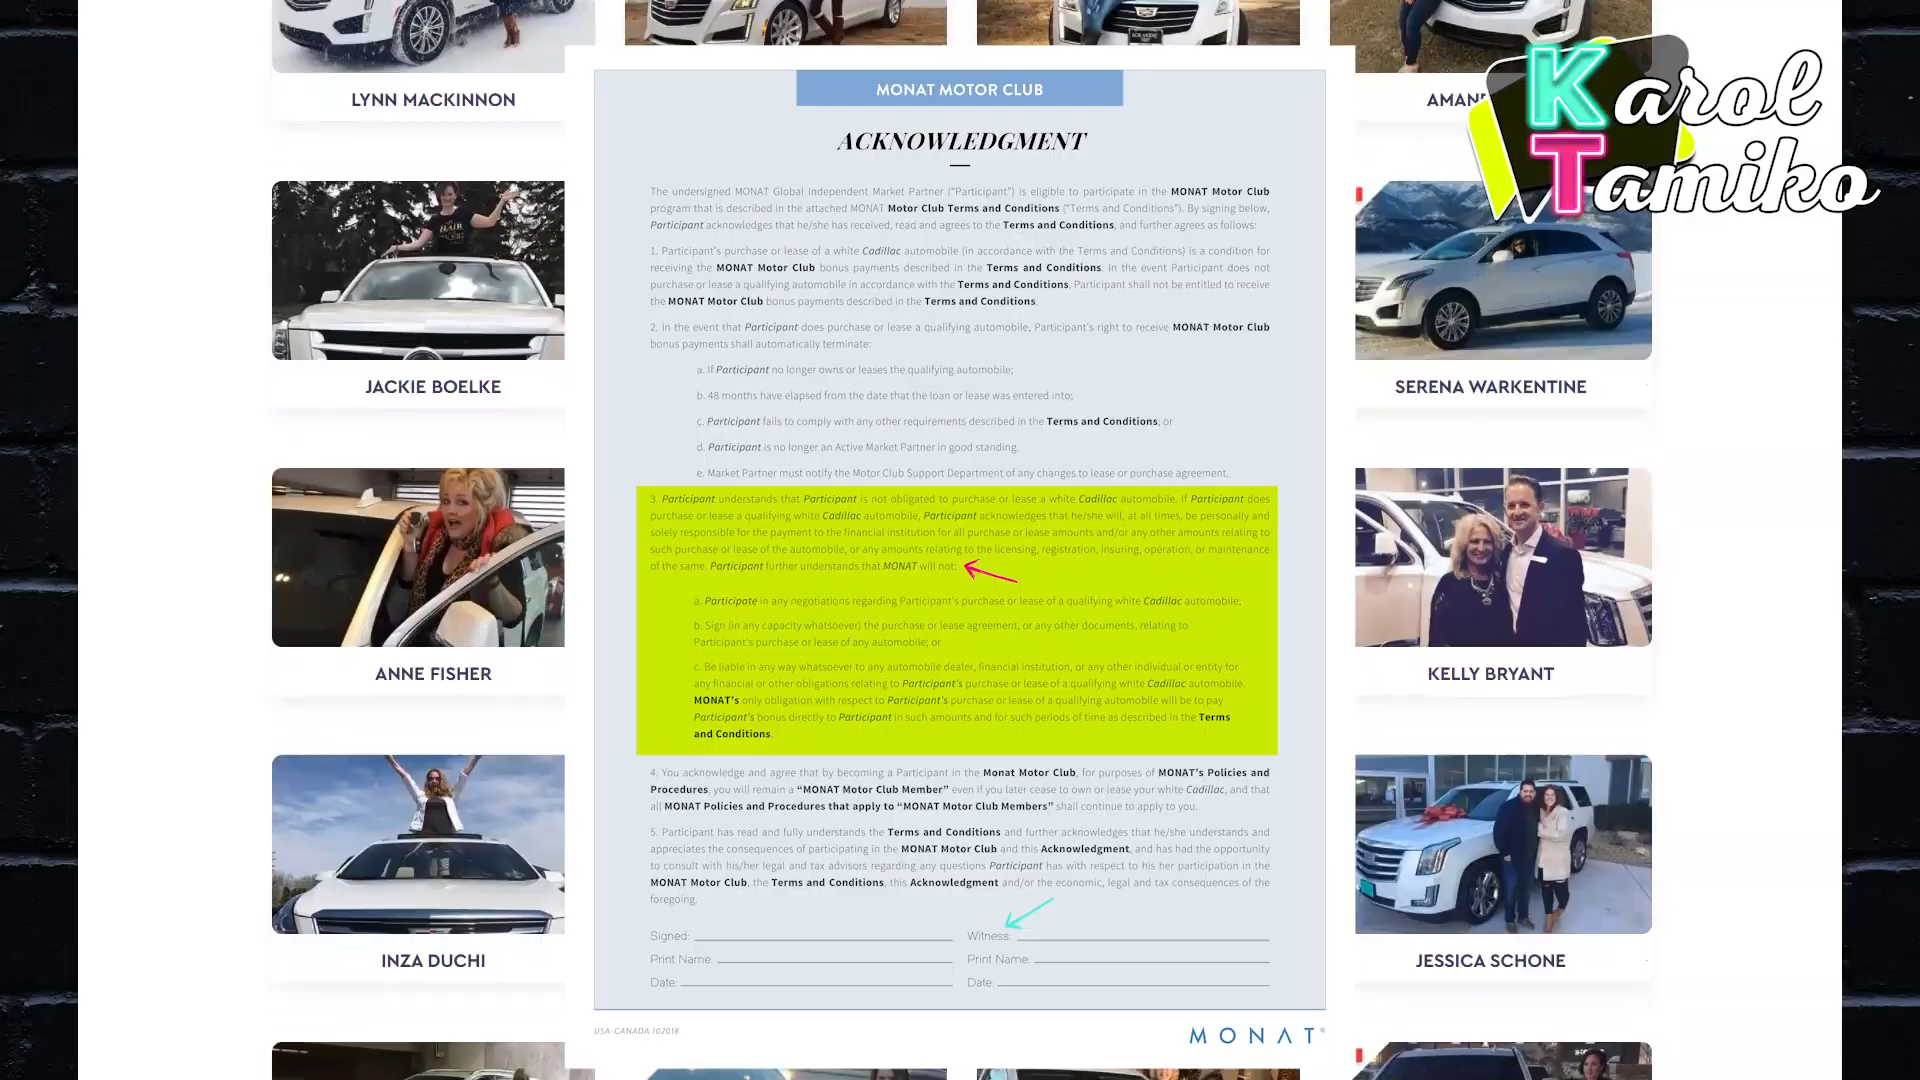 LYNN MACKINNON
Karol
Tamiko
MONAT MOTOR CLUB
ACKNOWLEDGMENT
The undersigned MONAT Global Independent Market Partner ("Participant") is eligible to participate in the MONAT Motor Club
program that is described in the attached MONAT Motor Club Terms and Conditions ("Terms and Conditions"). By signing below,
Participant acknowledges that he/she has received, read and agrees to the Terms and Conditions, and further agrees as follows:
1. Participant's purchase or lease of a white Cadillac automobile (in accordance with the Terms and Conditions) is a condition for
receiving the MONAT Motor Club bonus payments described in the Terms and Conditions. In the event Participant does not
purchase or lease a qualifying automobile in accordance with the Terms and Conditions, Participant shall not be entitled to receive
the MONAT Motor Club bonus payments described in the Terms and Conditions.
2. In the event that Participant does purchase or lease a qualifying automobile, Participant's right to receive MONAT Motor Club
bonus payments shall automatically terminate:
a. If Participant no longer owns or leases the qualifying automobile;
b. 48 months have elapsed from the date that the loan or lease was entered into;
c. Participant fails to comply with any other requirements described in the Terms and Conditions; or
d. Participant is no longer an Active Market Partner in good standing.
e. Market Partner must notify the Motor Club Support Department of any changes to lease or purchase agreement.
3. Participant understands that Participant is not obligated to purchase or lease a white Cadillac automobile. If Participant does
purchase or lease a qualifying white Cadillac automobile, Participant acknowledges that he/she will, at all times, be personally and
solely responsible for the payment to the financial institution for all purchase or lease amounts and/or any other amounts relating to
such purchase or lease of the automobile, or any amounts relating to the licensing, registration, insuring, operation, or maintenance
of the same. Participant further understands that MONAT will not:
a. Participate in any negotiations regarding Participant's purchase or lease of a qualifying white Cadillac automobile;
b. Sign (in any capacity whatsoever) the purchase or lease agreement, or any other documents, relating to
Participant's purchase or lease of any automobile; or
c. Be liable in any way whatsoever to any automobile dealer, financial institution, or any other individual or entity for
any financial or other obligations relating to Participant's purchase or lease of a qualifying white Cadillac automobile.
MONAT's only obligation with respect to Participant's purchase or lease of a qualifying automobile will be to pay
Participant's bonus directly to Participant in such amounts and for such periods of time as described in the Terms
and Conditions.
4. You acknowledge and agree that by becoming a Participant in the Monat Motor Club, for purposes of MONAT's Policies and
Procedures, you will remain a "MONAT Motor Club Member" even if you later cease to own or lease your white Cadillac, and that
all MONAT Policies and Procedures that apply to "MONAT Motor Club Members" shall continue to apply to you.
5. Participant has read and fully understands the Terms and Conditions and further acknowledges that he/she understands and
appreciates the consequences of participating in the MONAT Motor Club and this Acknowledgment, and has had the opportunity
to consult with his/her legal and tax advisors regarding any questions Participant has with respect to his her participation in the
MONAT Motor Club, the Terms and Conditions, this Acknowledgment and/or the economic, legal and tax consequences of the
foregoing.
Signed: Witness:
Print Name: Print Name:
Date: Date:
USA-CANADA 102018
MONAT®
JACKIE BOELKE
SERENA WARKENTINE
ANNE FISHER
KELLY BRYANT
INZA DUCHI
JESSICA SCHONE